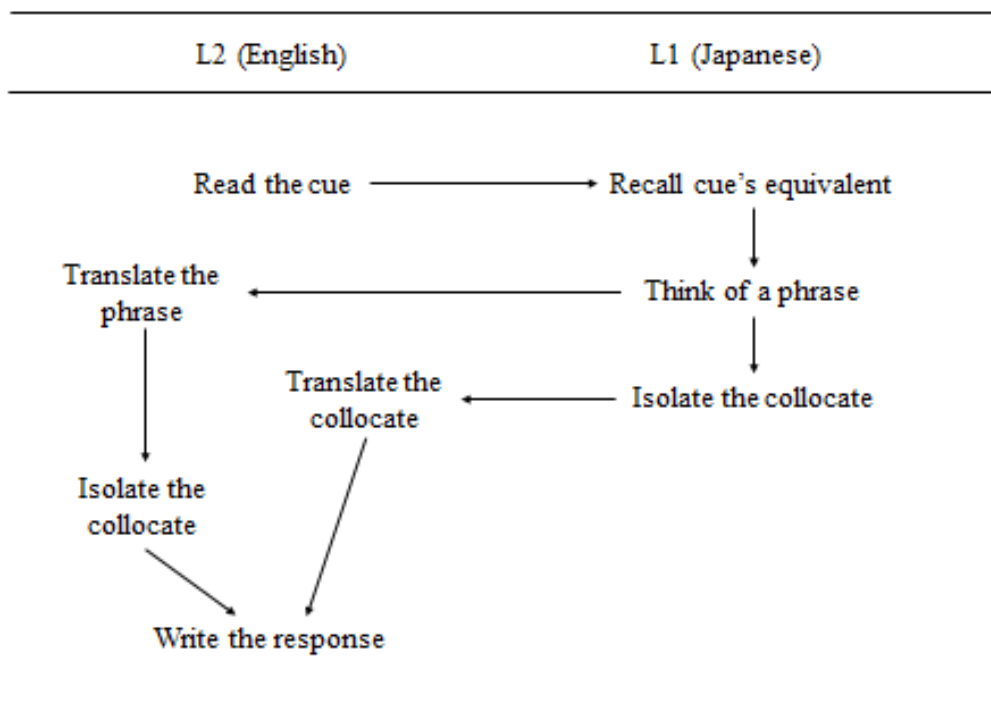 L2 (English)
L1 (Japanese)
Read the cue
Recall cue’s equivalent
Translate the
phrase
Think of a phrase
Translate the
collocate
Isolate the collocate
Isolate the
collocate
Write the response